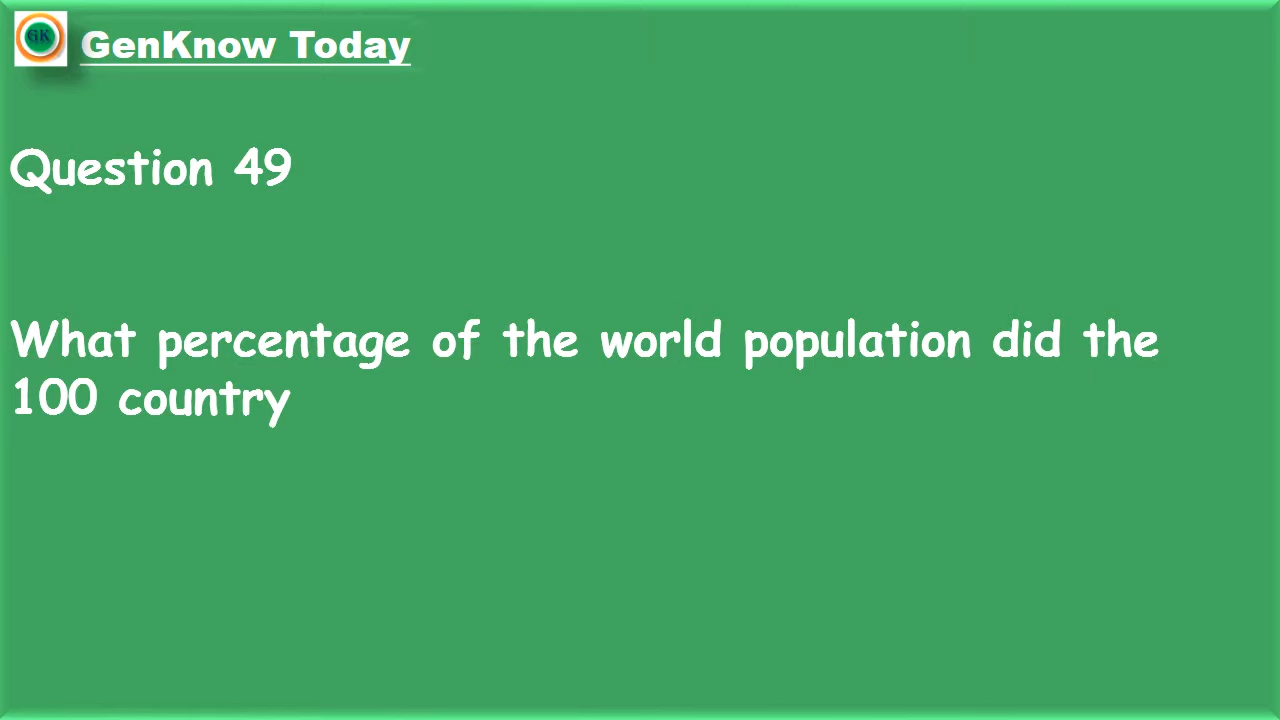 GK
GenKnow Today
Question 49
What percentage of the world population did the
100 country